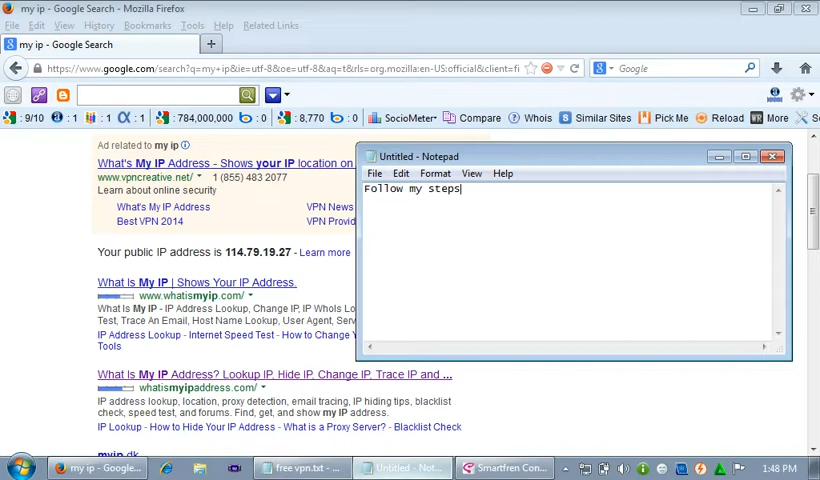 my ip - Google Search - Mozilla Firefox
File Edit View History Bookmarks Tools Help Related Links
my ip - Google Search
https://www.google.com/search?q=my+ip&ie=utf-8&oe=utf-8&aq=t&rls=org.mozilla:en-US:official&client=fi
Google
: 9/10 : 1 : 1 : 1 : 784,000,000 : 0 : 8,770 : 0 SocioMeter Compare Whois Similar Sites Pick Me Reload More
Ad related to my ip
What's My IP Address - Shows your IP location on
www.vpncreative.net/ 1 (855) 483 2077
Learn about online security
What's My IP Address VPN News
Best VPN 2014 VPN Provid
Your public IP address is 114.79.19.27 - Learn more
What Is My IP | Shows Your IP Address.
www.whatismyip.com/
What Is My IP - IP Address Lookup, Change IP, IP WhoIs Lo
Test, Trace An Email, Host Name Lookup, User Agent, Serv
IP Address Lookup - Internet Speed Test - How to Change Y
Tools
What Is My IP Address? Lookup IP, Hide IP, Change IP, Trace IP and ...
whatismyipaddress.com/
IP address lookup, location, proxy detection, email tracing, IP hiding tips, blacklist
check, speed test, and forums. Find, get, and show my IP address.
IP Lookup - How to Hide Your IP Address - What is a Proxy Server? - Blacklist Check
myip.dk
Untitled - Notepad
File Edit Format View Help
Follow my steps
my ip - Google... free vpn.txt - ... Untitled - Not... Smartfren Con... 1:48 PM